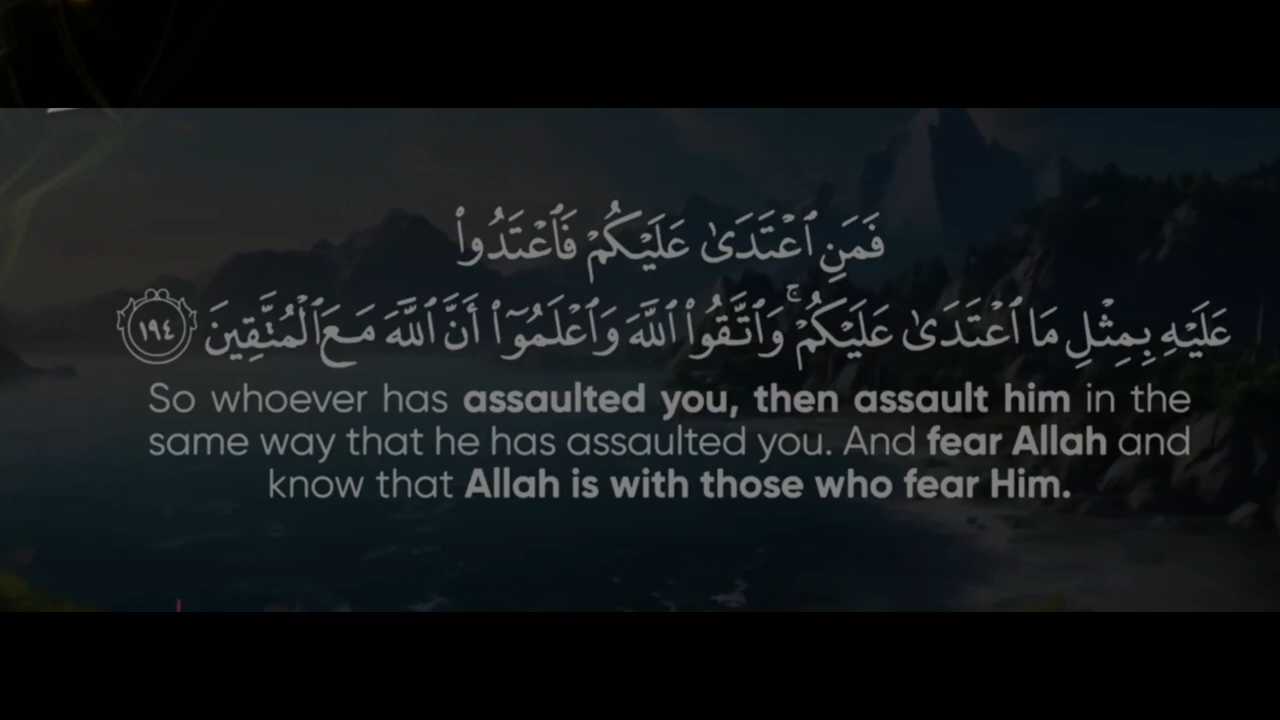 فَمَنِ ٱعْتَدَىٰ عَلَيْكُمْ فَٱعْتَدُوا۟
عَلَيْهِ بِمِثْلِ مَا ٱعْتَدَىٰ عَلَيْكُمْ ۚ وَٱتَّقُوا۟ ٱللَّهَ وَٱعْلَمُوٓا۟ أَنَّ ٱللَّهَ مَعَ ٱلْمُتَّقِينَ ١٩٤
So whoever has assaulted you, then assault him in the
same way that he has assaulted you. And fear Allah and
know that Allah is with those who fear Him.